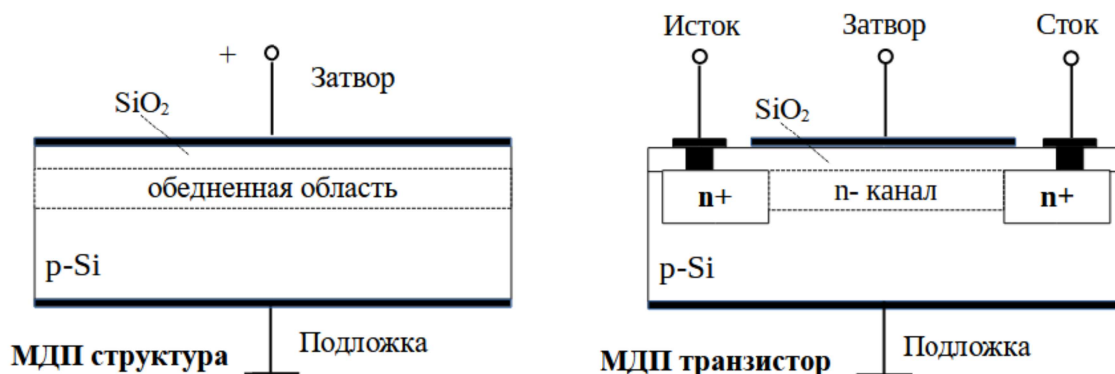 +
Затвор
SiO₂
обедненная область
p-Si
Подложка
МДП структура
Исток
Затвор
Сток
SiO₂
n+
n- канал
n+
p-Si
Подложка
МДП транзистор